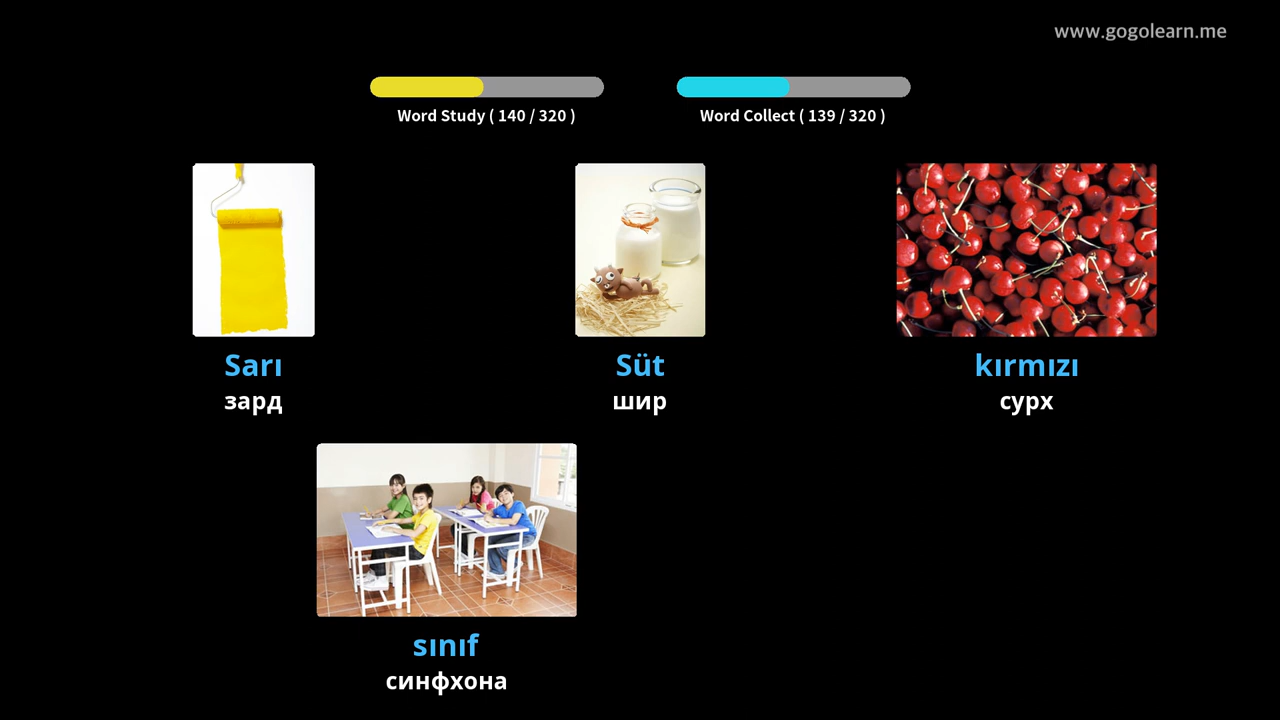 www.gogolearn.me
Word Study ( 140 / 320 )
Word Collect ( 139 / 320 )
Sarı
зард
Süt
шир
kırmızı
сурх
sınıf
синфхона